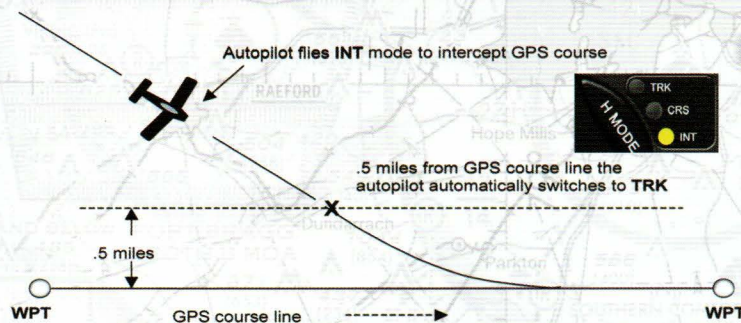 Autopilot flies INT mode to intercept GPS course
RAEFORD
TRK
CRS
INT
H MODE
Hope Mills
.5 miles from GPS course line the
autopilot automatically switches to TRK
X
.5 miles
Parkton
WPT
GPS course line
WPT